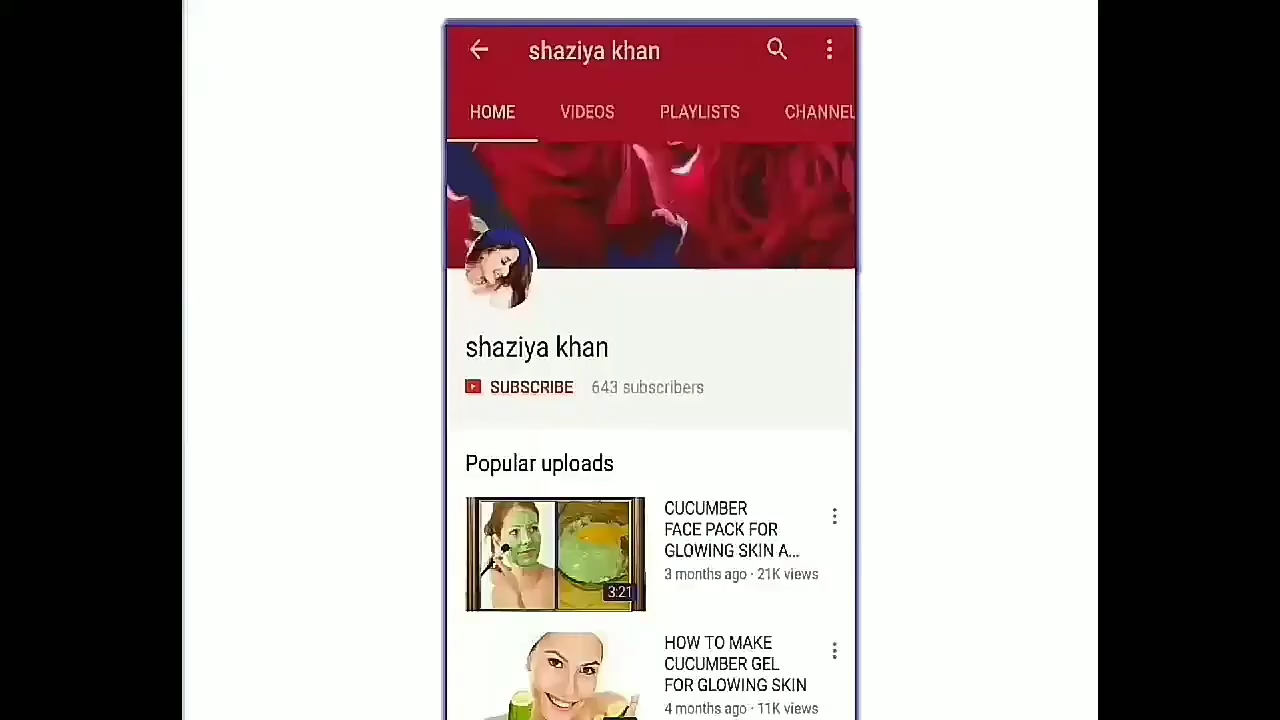 shaziya khan
HOME VIDEOS PLAYLISTS CHANNEL
shaziya khan
SUBSCRIBE 643 subscribers
Popular uploads
CUCUMBER
FACE PACK FOR
GLOWING SKIN A...
3 months ago · 21K views
3:21
HOW TO MAKE
CUCUMBER GEL
FOR GLOWING SKIN
4 months ago · 11K views